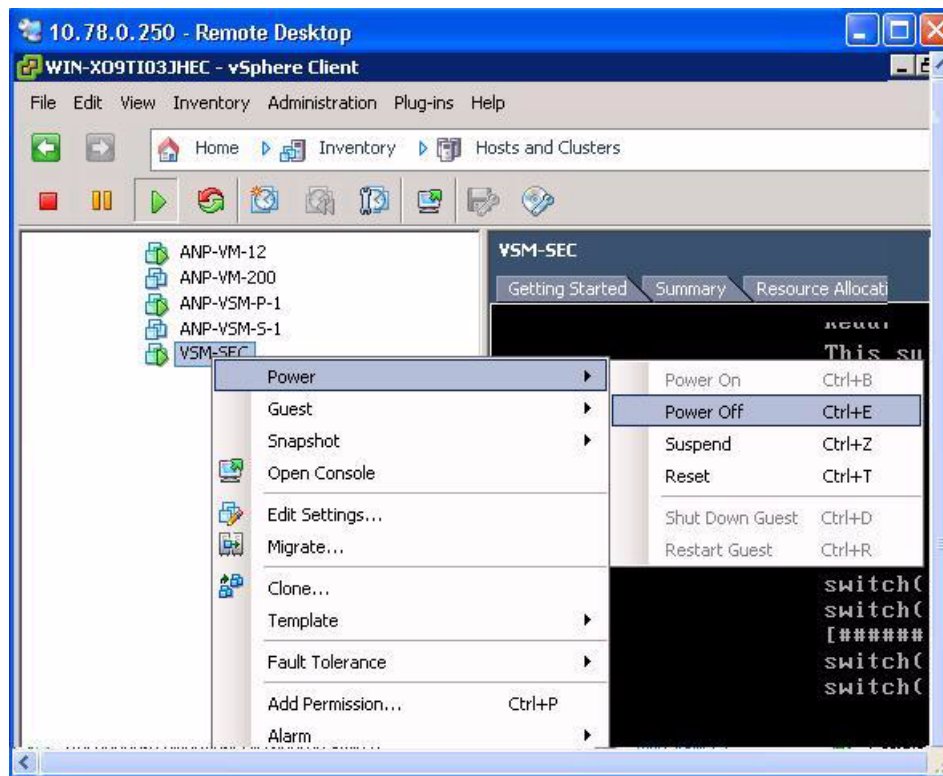 10.78.0.250 - Remote Desktop
WIN-XO9TI03JHEC - vSphere Client
File Edit View Inventory Administration Plug-ins Help
Home Inventory Hosts and Clusters
ANP-VM-12
ANP-VM-200
ANP-VSM-P-1
ANP-VSM-S-1
VSM-SEC
VSM-SEC
Getting Started Summary Resource Allocati
This su
Power
Guest
Snapshot
Open Console
Edit Settings...
Migrate...
Clone...
Template
Fault Tolerance
Add Permission... Ctrl+P
Alarm
Power On Ctrl+B
Power Off Ctrl+E
Suspend Ctrl+Z
Reset Ctrl+T
Shut Down Guest Ctrl+D
Restart Guest Ctrl+R
switch(
switch(
[######
switch(
switch(